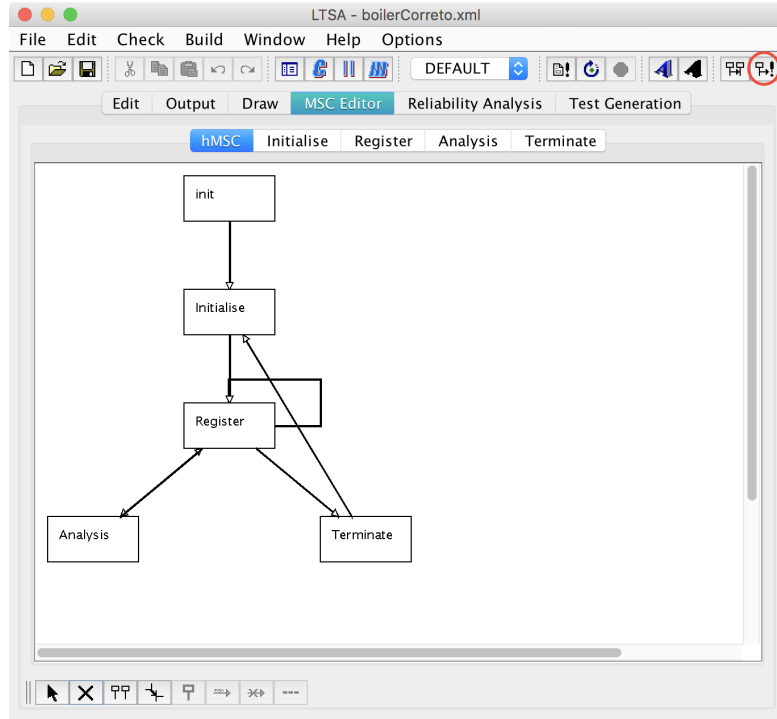 LTSA - boilerCorreto.xml
File Edit Check Build Window Help Options
DEFAULT
Edit Output Draw MSC Editor Reliability Analysis Test Generation
hMSC Initialise Register Analysis Terminate
init
Initialise
Register
Analysis Terminate